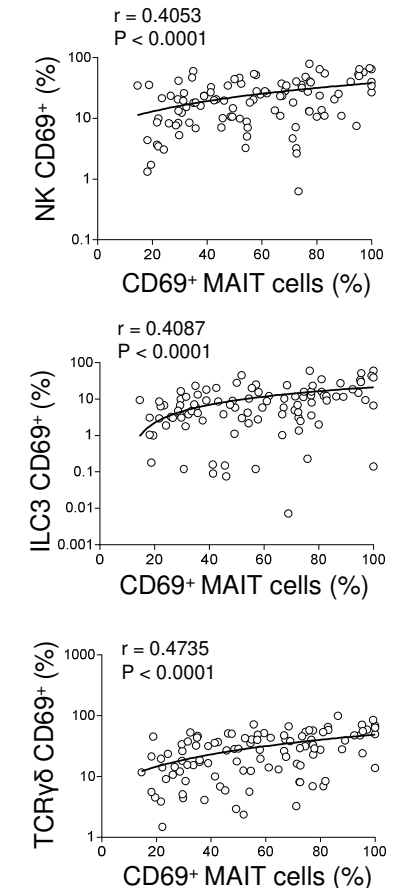 r = 0.4053
P < 0.0001
NK CD69⁺ (%)
100
10
1
0.1
0 20 40 60 80 100
CD69⁺ MAIT cells (%)
r = 0.4087
P < 0.0001
ILC3 CD69⁺ (%)
100
10
1
0.1
0.01
0.001
0 20 40 60 80 100
CD69⁺ MAIT cells (%)
r = 0.4735
P < 0.0001
TCRγδ CD69⁺ (%)
1000
100
10
1
0 20 40 60 80 100
CD69⁺ MAIT cells (%)